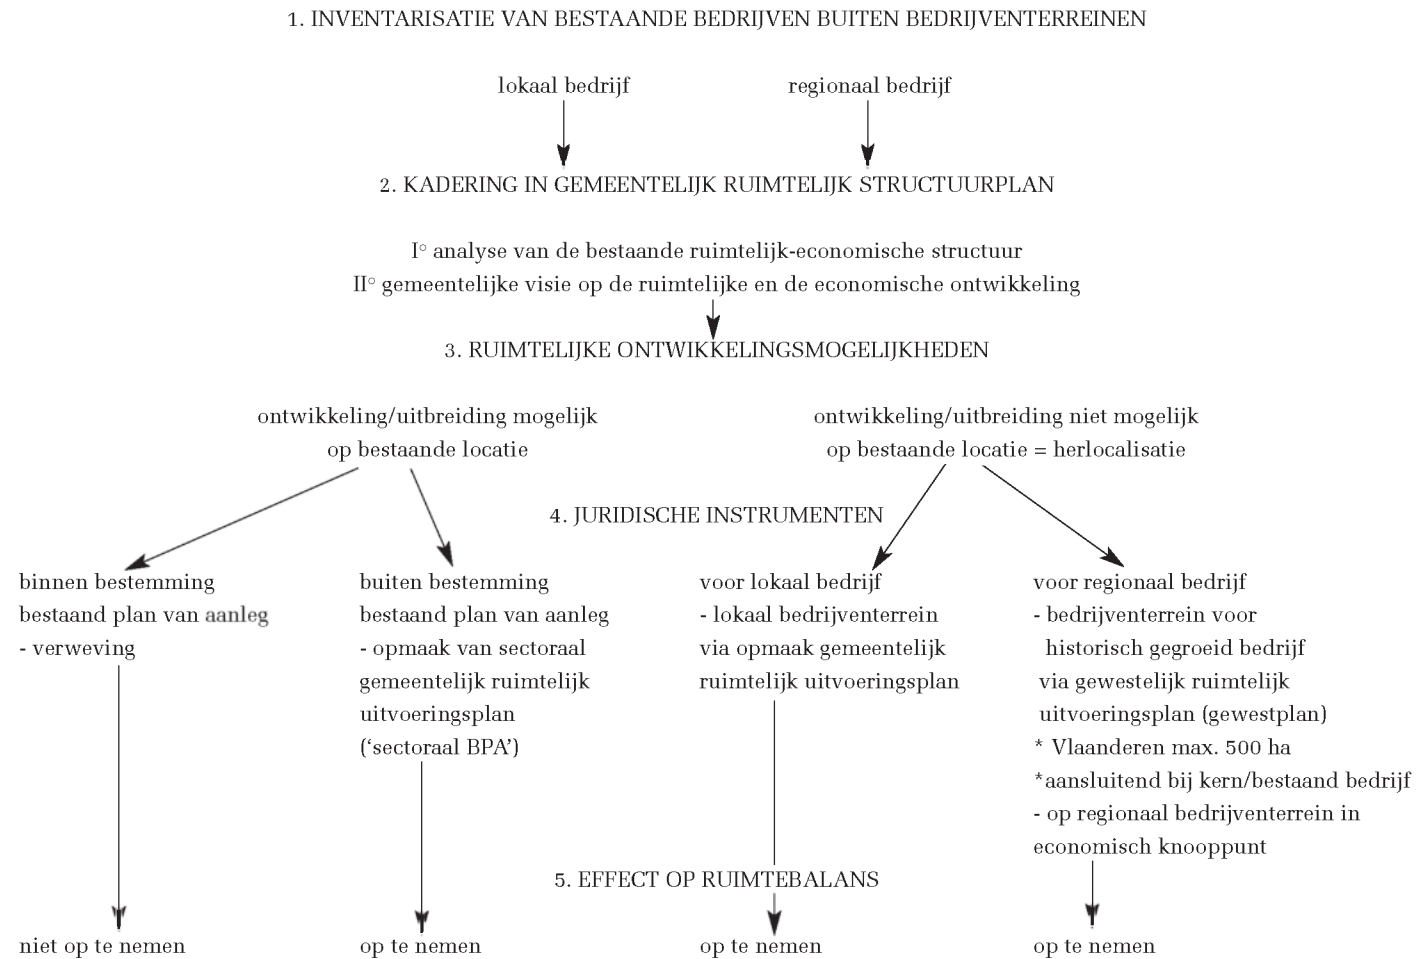 1. INVENTARISATIE VAN BESTAANDE BEDRIJVEN BUITEN BEDRIJVENTERREINEN
lokaal bedrijf
regionaal bedrijf
2. KADERING IN GEMEENTELIJK RUIMTELIJK STRUCTUURPLAN
I° analyse van de bestaande ruimtelijk-economische structuur
II° gemeentelijke visie op de ruimtelijke en de economische ontwikkeling
3. RUIMTELIJKE ONTWIKKELINGSMOGELIJKHEDEN
ontwikkeling/uitbreiding mogelijk
op bestaande locatie
ontwikkeling/uitbreiding niet mogelijk
op bestaande locatie = herlocalisatie
4. JURIDISCHE INSTRUMENTEN
binnen bestemming
bestaand plan van aanleg
- verweving
buiten bestemming
bestaand plan van aanleg
- opmaak van sectoraal
gemeentelijk ruimtelijk
uitvoeringsplan
(‘sectoraal BPA’)
voor lokaal bedrijf
- lokaal bedrijventerrein
via opmaak gemeentelijk
ruimtelijk uitvoeringsplan
voor regionaal bedrijf
- bedrijventerrein voor
historisch gegroeid bedrijf
via gewestelijk ruimtelijk
uitvoeringsplan (gewestplan)
* Vlaanderen max. 500 ha
*aansluitend bij kern/bestaand bedrijf
- op regionaal bedrijventerrein in
economisch knooppunt
5. EFFECT OP RUIMTEBALANS
niet op te nemen
op te nemen
op te nemen
op te nemen